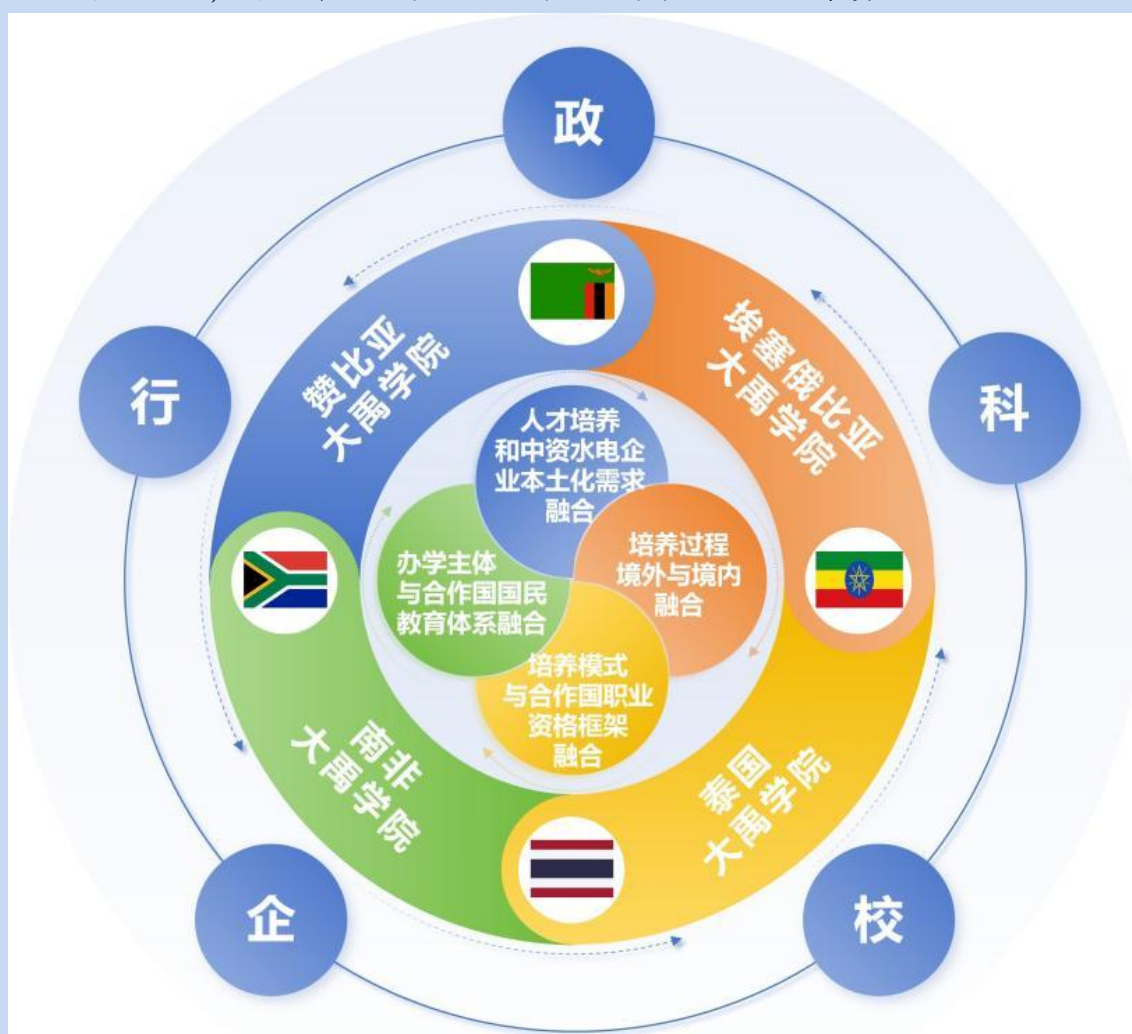 政
行
科
企
校
赞比亚
大禹学院
埃塞俄比亚
大禹学院
南非
大禹学院
泰国
大禹学院
人才培养
和中资水电企
业本土化需求
融合
办学主体
与合作国国民
教育体系融合
培养过程
境外与境内
融合
培养模式
与合作国职业
资格框架
融合